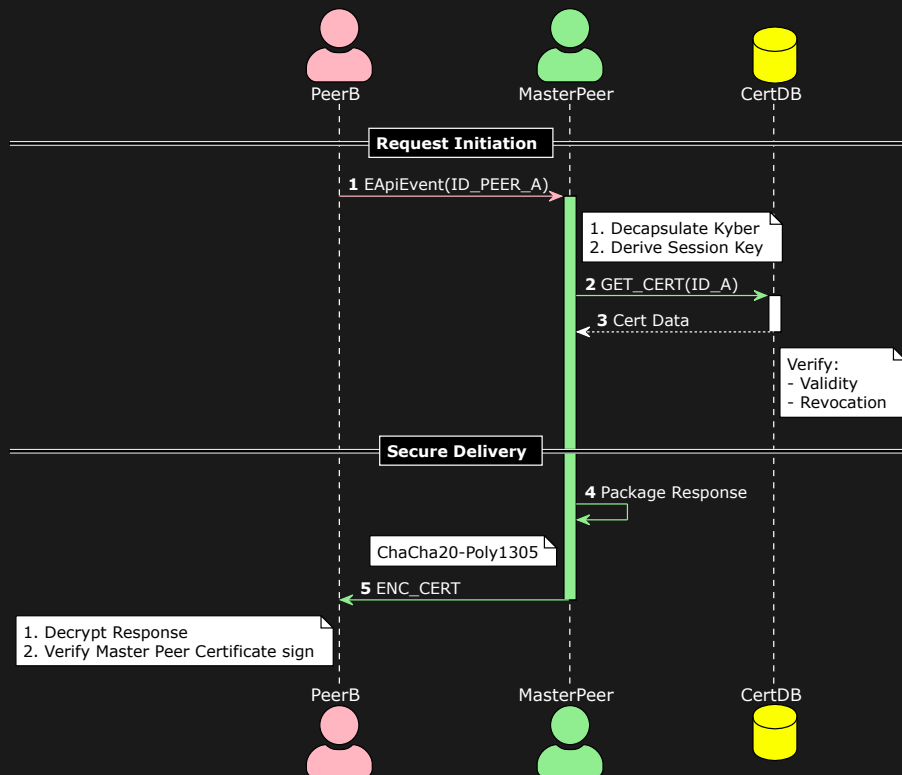 PeerB
MasterPeer
CertDB
Request Initiation
1 EApiEvent(ID_PEER_A)
1. Decapsulate Kyber
2. Derive Session Key
2 GET_CERT(ID_A)
3 Cert Data
Verify:
- Validity
- Revocation
Secure Delivery
4 Package Response
ChaCha20-Poly1305
5 ENC_CERT
1. Decrypt Response
2. Verify Master Peer Certificate sign
PeerB
MasterPeer
CertDB